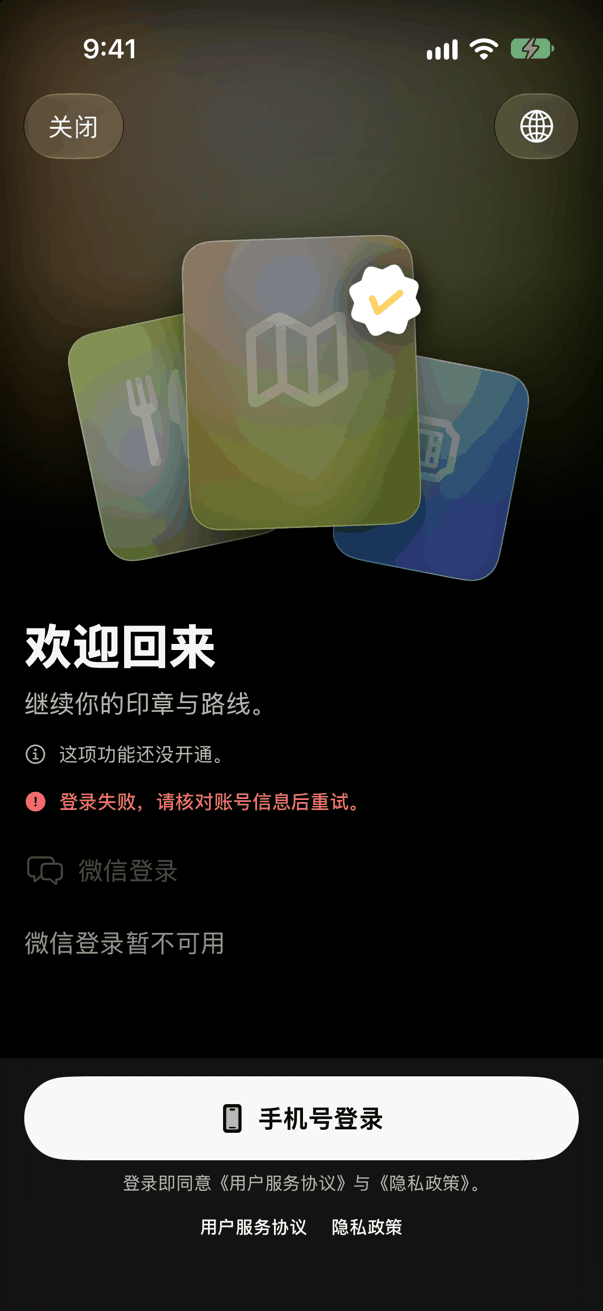 9:41
关闭
欢迎回来
继续你的印章与路线。
这项功能还没开通。
登录失败，请核对账号信息后重试。
微信登录
微信登录暂不可用
手机号登录
登录即同意《用户服务协议》与《隐私政策》。
用户服务协议 隐私政策